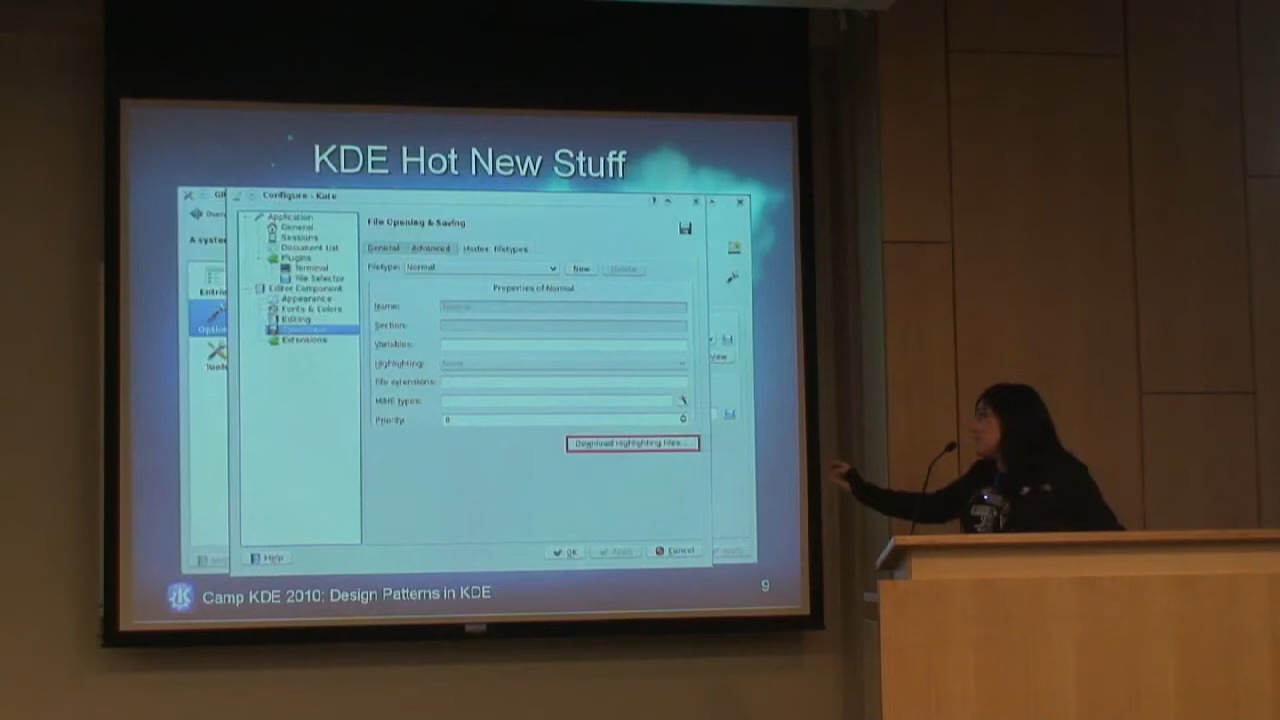 KDE Hot New Stuff
Configure - Kate
Application
General
Sessions
Document List
Plugins
Terminal
File Selector
Editor Component
Appearance
Fonts & Colors
Editing
Extensions
File Opening & Saving
General Advanced Modes Filetypes
Filetype: Normal New Delete
Properties of Normal
Name: Normal
Section:
Variables:
Highlighting: None
File extensions:
MIME types:
Priority: 0
Download Highlighting Files...
Help OK Apply Cancel
Camp KDE 2010: Design Patterns in KDE 9